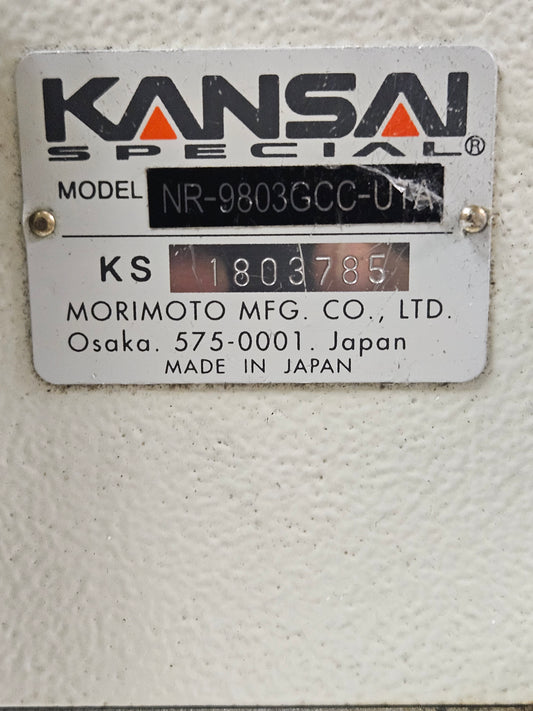 KANSAI
SPECIAL®
MODEL NR-9803GCC-UTA
KS 1803785
MORIMOTO MFG. CO., LTD.
Osaka. 575-0001. Japan
MADE IN JAPAN